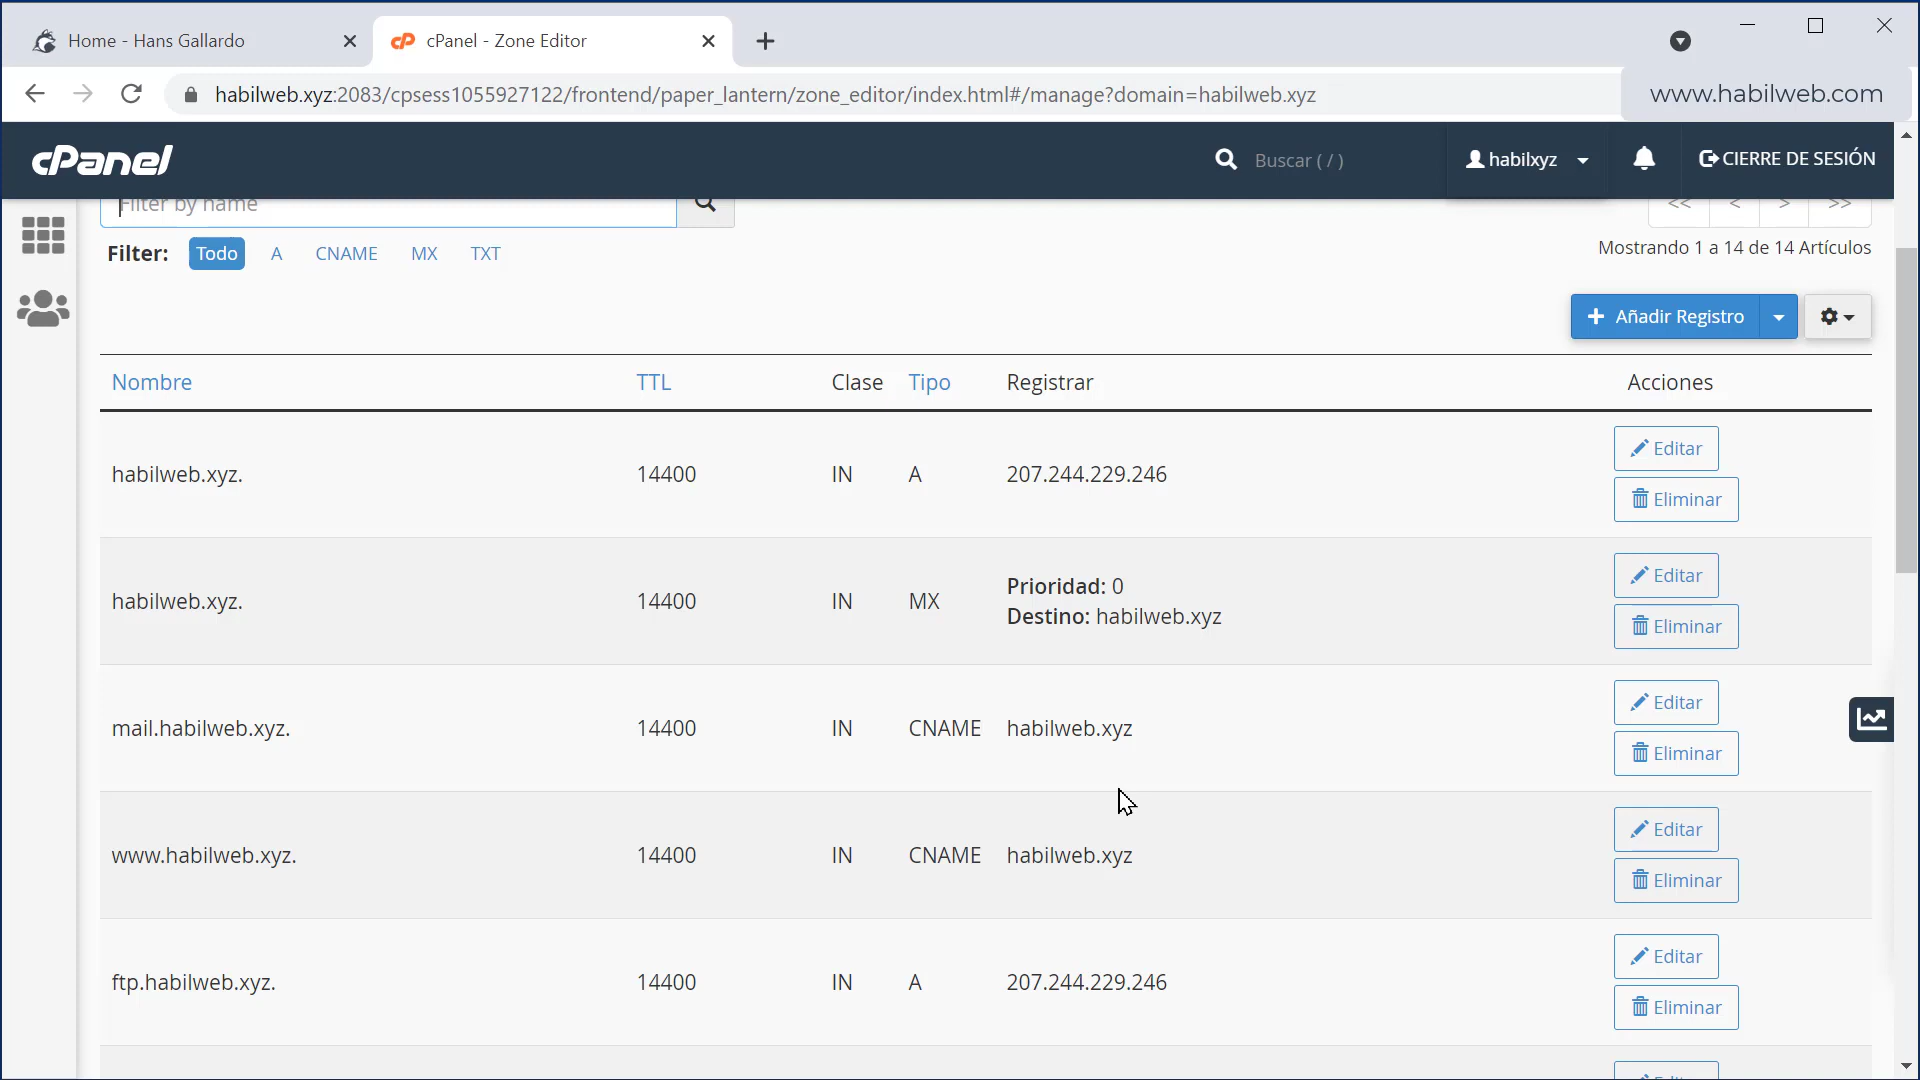 Home - Hans Gallardo
cPanel - Zone Editor
habilweb.xyz:2083/cpsess1055927122/frontend/paper_lantern/zone_editor/index.html#/manage?domain=habilweb.xyz
www.habilweb.com
cPanel
Buscar ( / )
habilxyz
CIERRE DE SESIÓN
Filter by name
<< < > >>
Filter: Todo A CNAME MX TXT
Mostrando 1 a 14 de 14 Artículos
+ Añadir Registro
Nombre TTL Clase Tipo Registrar Acciones
habilweb.xyz. 14400 IN A 207.244.229.246
Editar
Eliminar
habilweb.xyz. 14400 IN MX
Prioridad: 0
Destino: habilweb.xyz
Editar
Eliminar
mail.habilweb.xyz. 14400 IN CNAME habilweb.xyz
Editar
Eliminar
www.habilweb.xyz. 14400 IN CNAME habilweb.xyz
Editar
Eliminar
ftp.habilweb.xyz. 14400 IN A 207.244.229.246
Editar
Eliminar